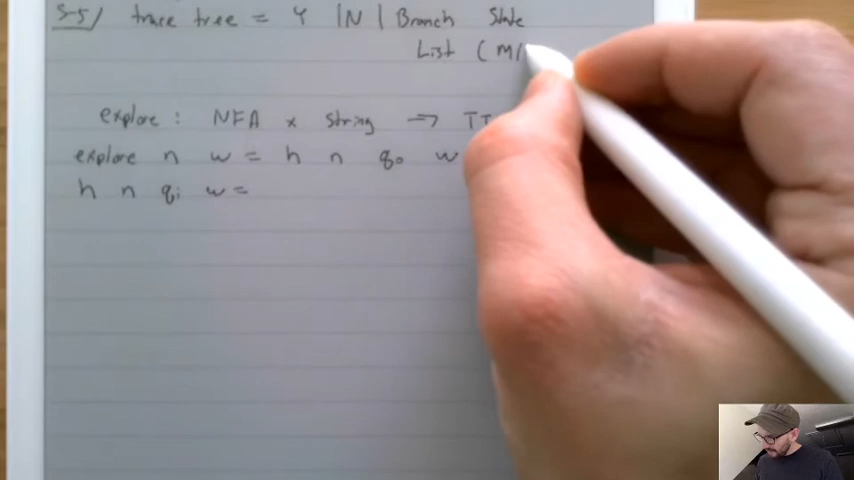 5-5/ trace tree = Y | N | Branch State
List ( M/
explore : NFA x string → TT
explore n w = h n q₀ w
h n qᵢ w =